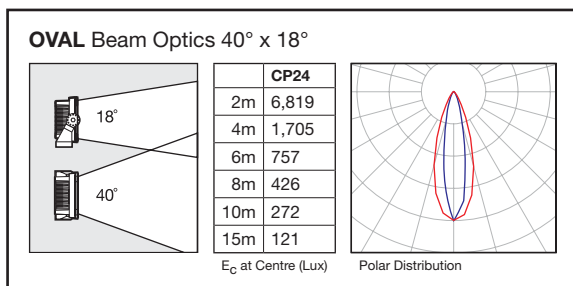 OVAL Beam Optics 40° x 18°
18°
40°
CP24
2m 6,819
4m 1,705
6m 757
8m 426
10m 272
15m 121
EC at Centre (Lux)
Polar Distribution